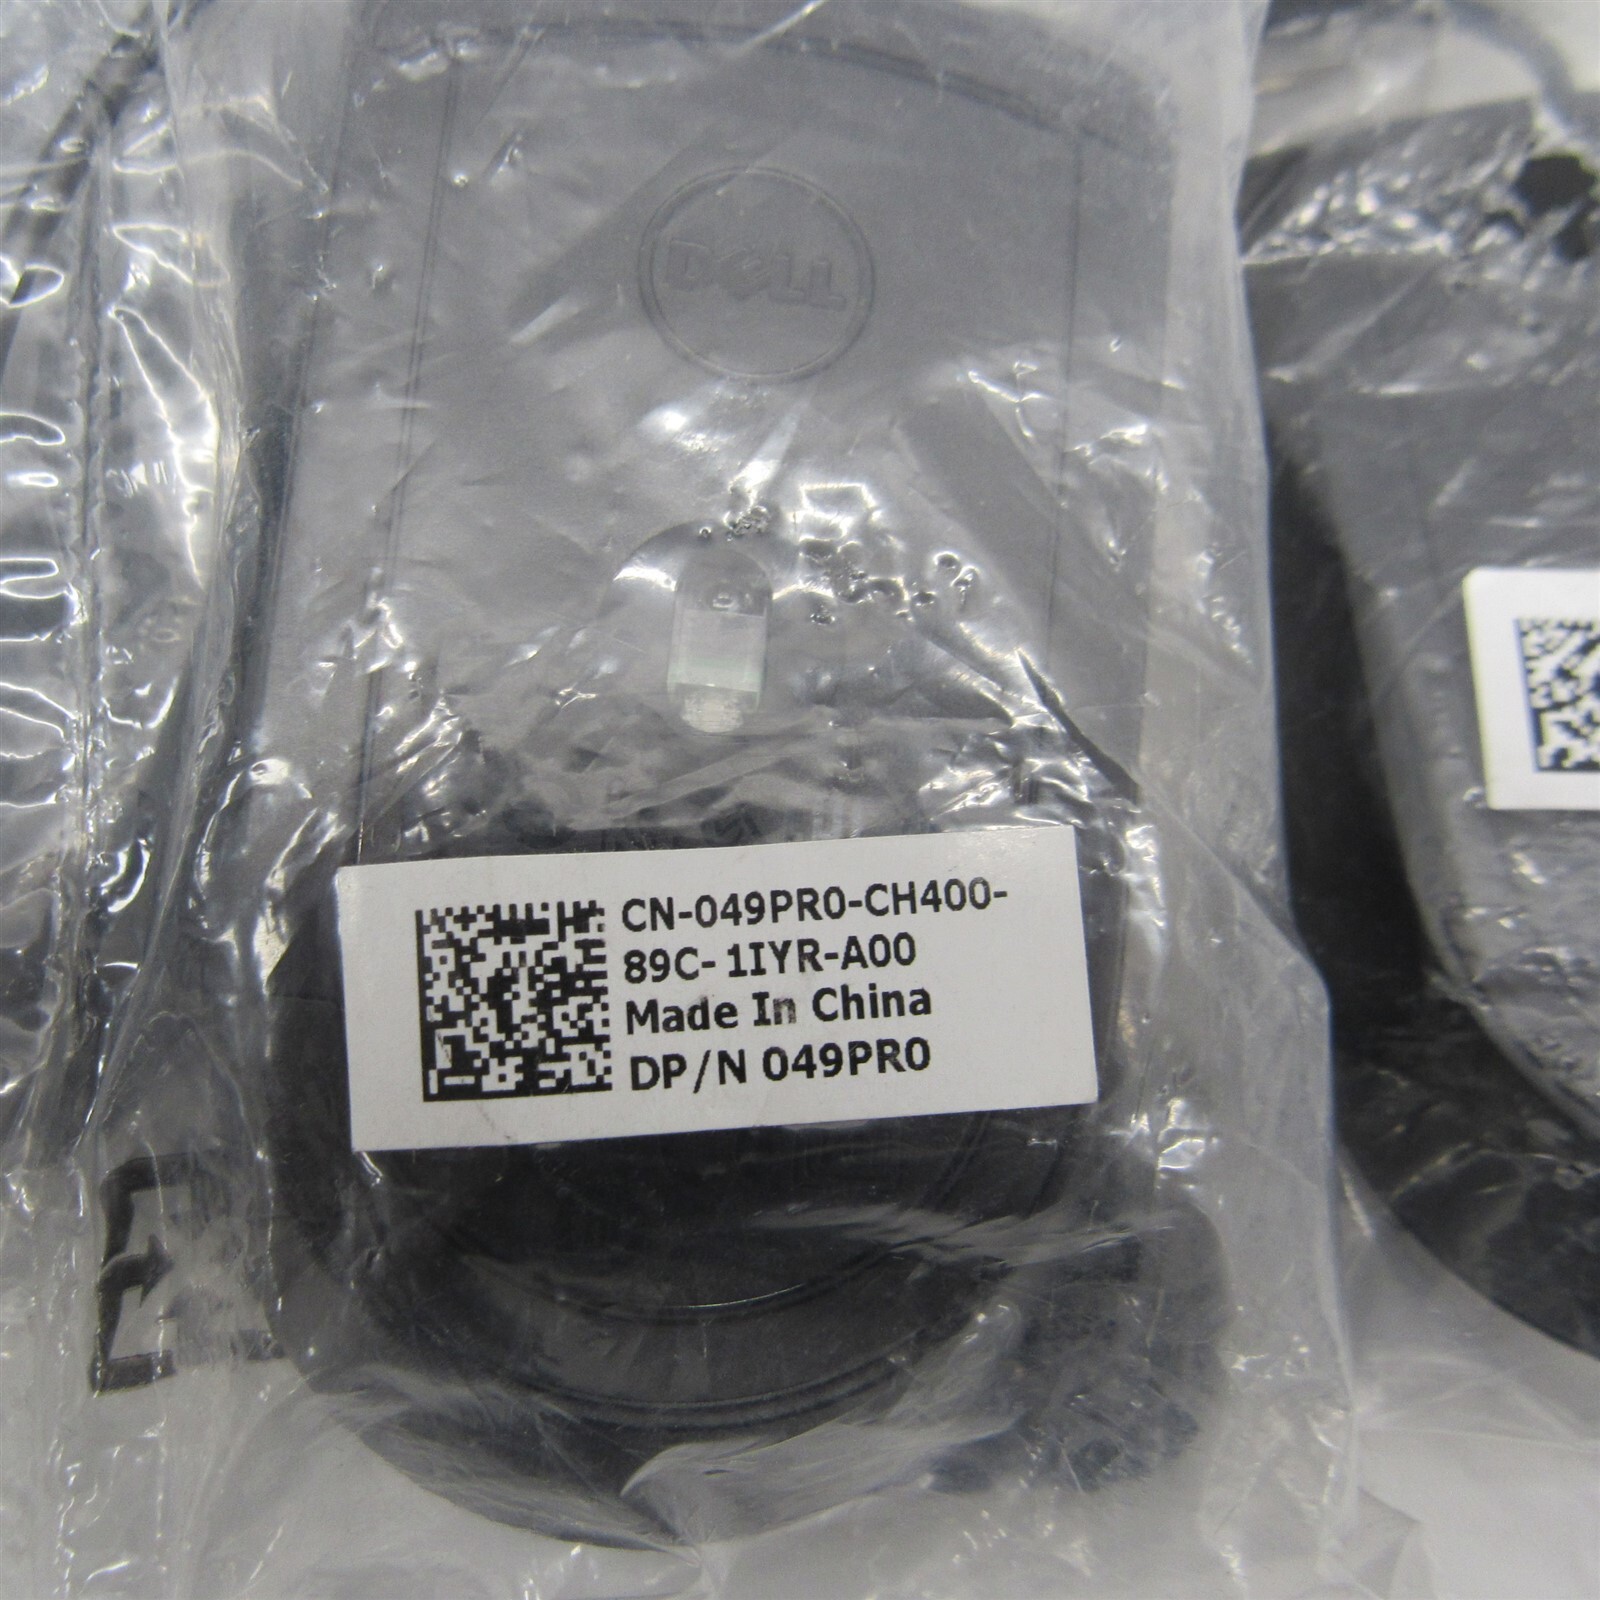 DELL
CN-049PR0-CH400-
89C- 1IYR-A00
Made In China
DP/N 049PR0